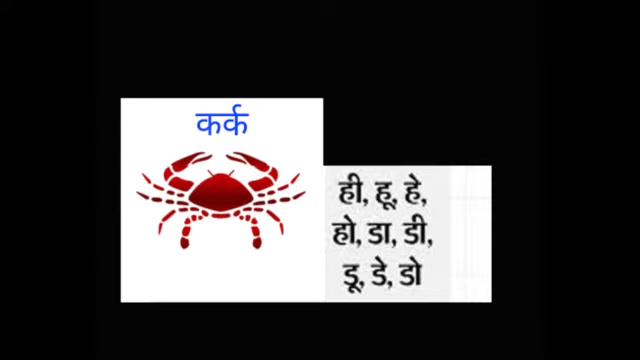 कर्क
ही, हू, हे,
हो, डा, डी,
डू, डे, डो